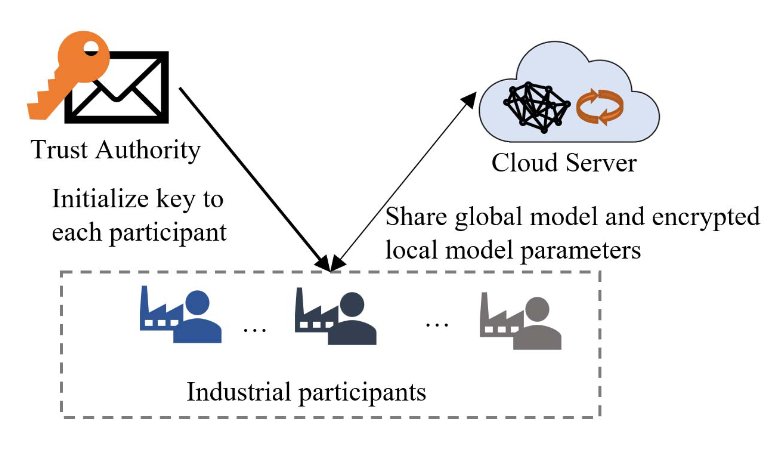 Trust Authority
Cloud Server
Initialize key to
each participant
Share global model and encrypted
local model parameters
... ...
Industrial participants